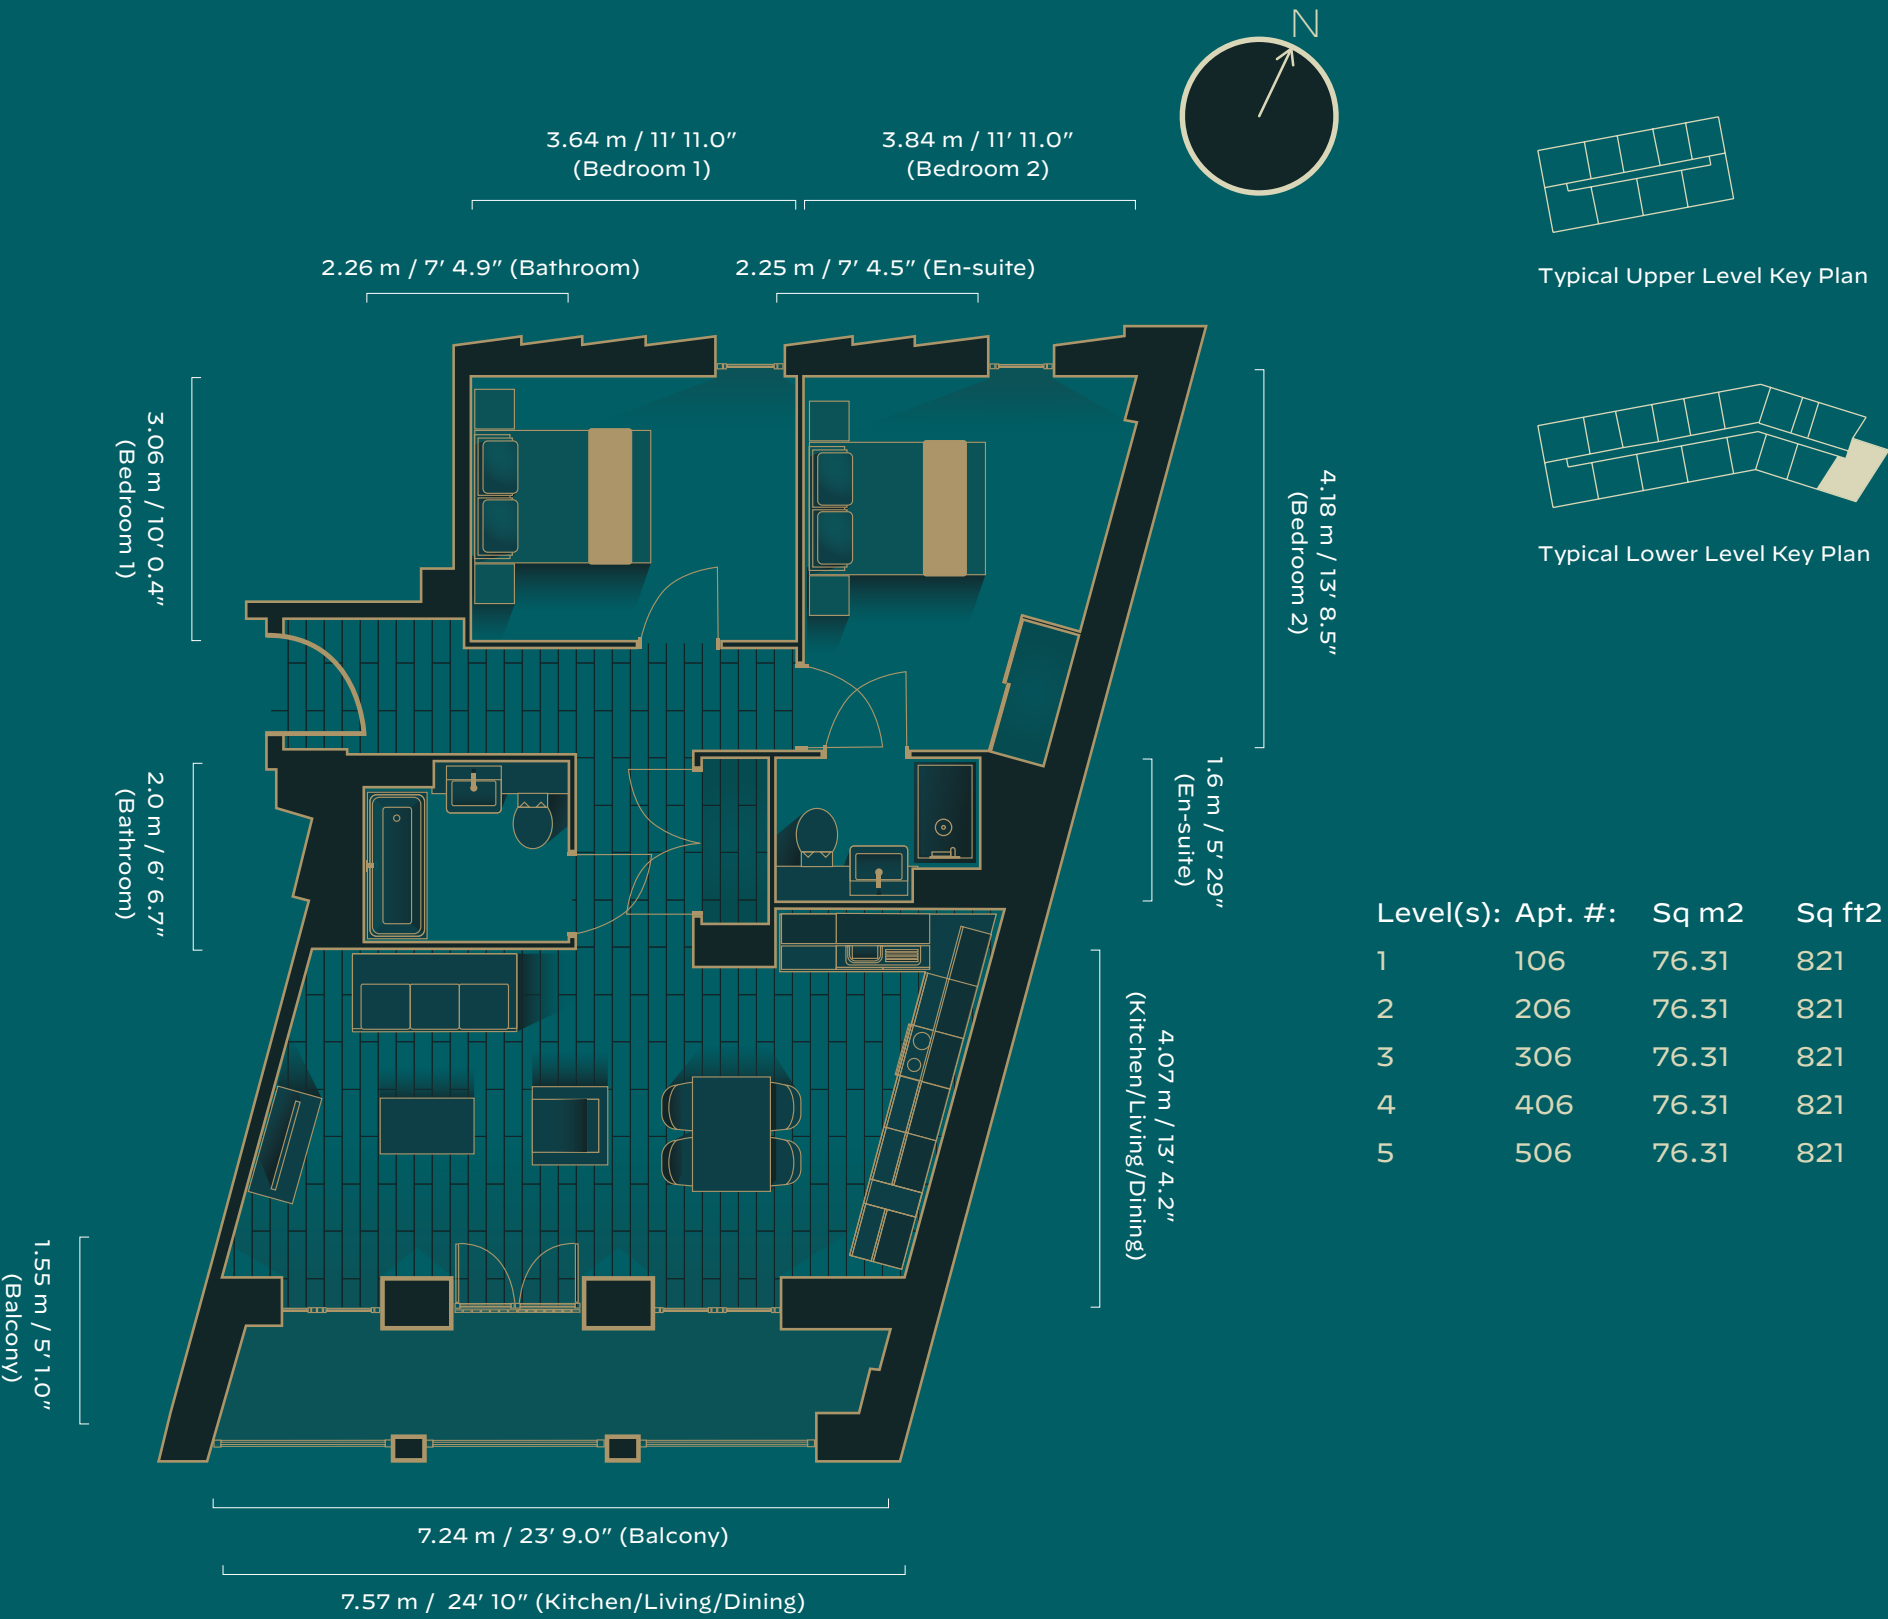 N
3.64 m / 11′ 11.0″
(Bedroom 1)
3.84 m / 11′ 11.0″
(Bedroom 2)
2.26 m / 7′ 4.9″ (Bathroom)
2.25 m / 7′ 4.5″ (En-suite)
Typical Upper Level Key Plan
Typical Lower Level Key Plan
3.06 m / 10′ 0.4″
(Bedroom 1)
4.18 m / 13′ 8.5″
(Bedroom 2)
2.0 m / 6′ 6.7″
(Bathroom)
1.6 m / 5′ 29″
(En-suite)
4.07 m / 13′ 4.2″
(Kitchen/Living/Dining)
1.55 m / 5′ 1.0″
(Balcony)
Level(s): Apt. #: Sq m2 Sq ft2
1 106 76.31 821
2 206 76.31 821
3 306 76.31 821
4 406 76.31 821
5 506 76.31 821
7.24 m / 23′ 9.0″ (Balcony)
7.57 m / 24′ 10″ (Kitchen/Living/Dining)